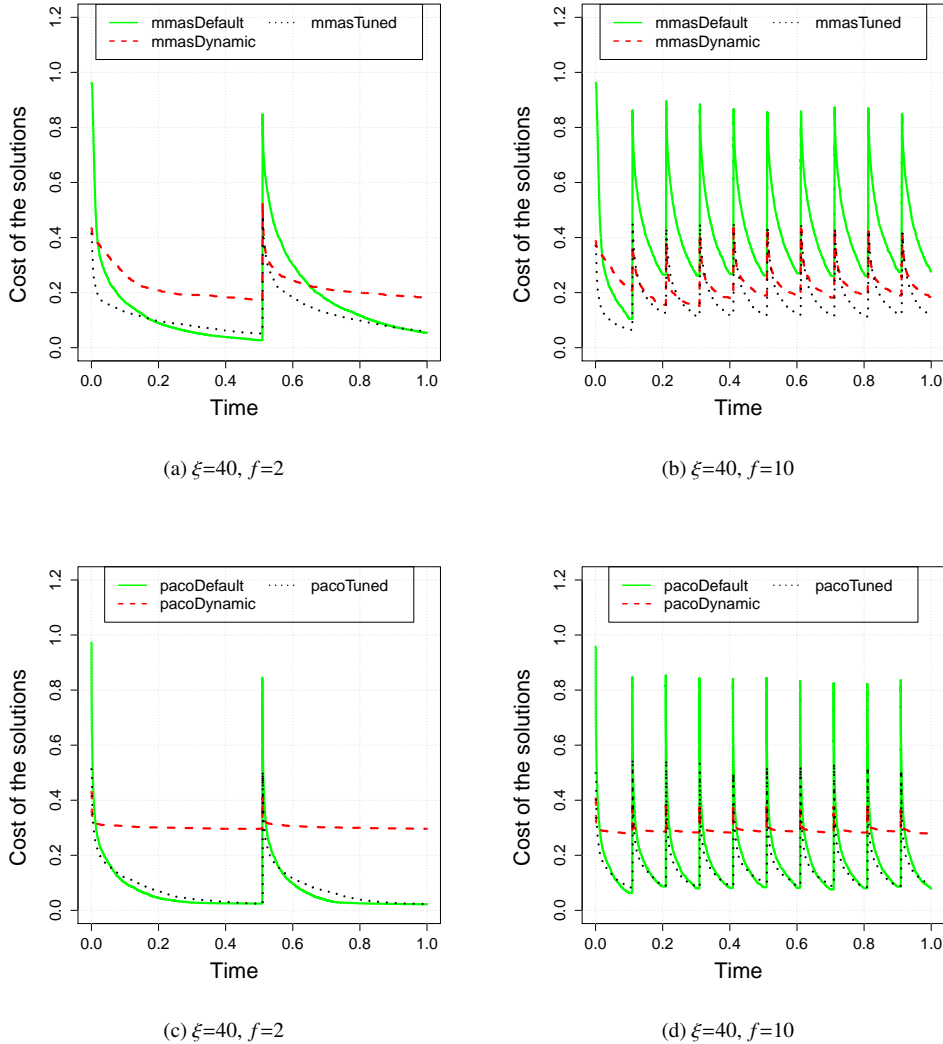 mmasDefault mmasTuned
mmasDynamic
Cost of the solutions
0.0 0.2 0.4 0.6 0.8 1.0 1.2
0.0 0.2 0.4 0.6 0.8 1.0
Time
(a) ξ=40, f=2
mmasDefault mmasTuned
mmasDynamic
Cost of the solutions
0.0 0.2 0.4 0.6 0.8 1.0 1.2
0.0 0.2 0.4 0.6 0.8 1.0
Time
(b) ξ=40, f=10
pacoDefault pacoTuned
pacoDynamic
Cost of the solutions
0.0 0.2 0.4 0.6 0.8 1.0 1.2
0.0 0.2 0.4 0.6 0.8 1.0
Time
(c) ξ=40, f=2
pacoDefault pacoTuned
pacoDynamic
Cost of the solutions
0.0 0.2 0.4 0.6 0.8 1.0 1.2
0.0 0.2 0.4 0.6 0.8 1.0
Time
(d) ξ=40, f=10